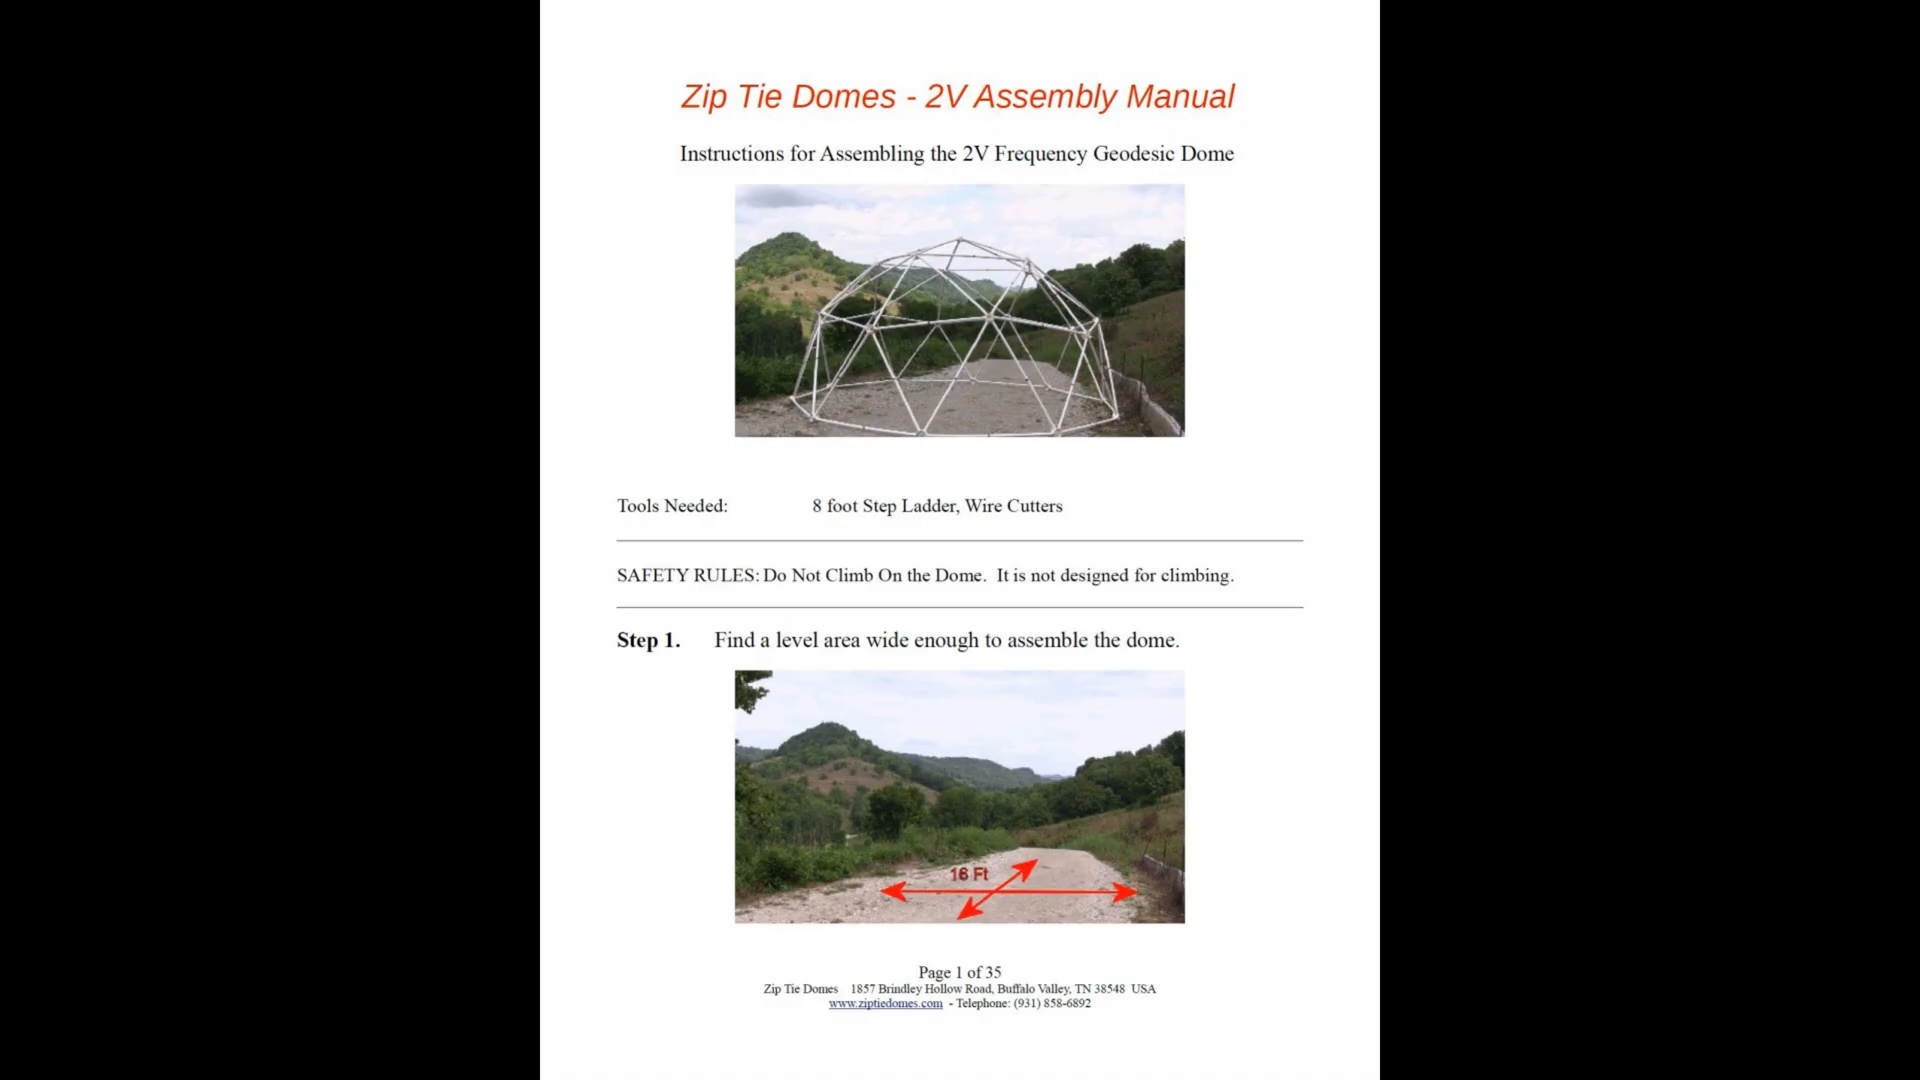 Zip Tie Domes - 2V Assembly Manual
Instructions for Assembling the 2V Frequency Geodesic Dome
Tools Needed: 8 foot Step Ladder, Wire Cutters
SAFETY RULES: Do Not Climb On the Dome. It is not designed for climbing.
Step 1. Find a level area wide enough to assemble the dome.
16 Ft
Page 1 of 35
Zip Tie Domes 1857 Brindley Hollow Road, Buffalo Valley, TN 38548 USA
www.ziptiedomes.com - Telephone: (931) 858-6892